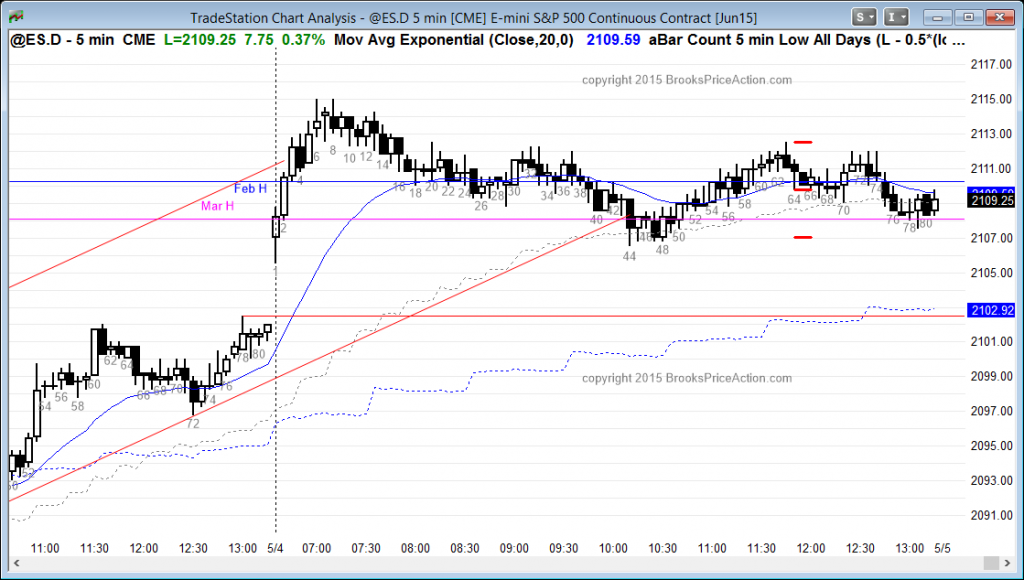 TradeStation Chart Analysis - @ES.D 5 min [CME] E-mini S&P 500 Continuous Contract [Jun15]
S I
@ES.D - 5 min CME L=2109.25 7.75 0.37% Mov Avg Exponential (Close,20,0) 2109.59 aBar Count 5 min Low All Days (L - 0.5*(lc ...
copyright 2015 BrooksPriceAction.com
Feb H
Mar H
copyright 2015 BrooksPriceAction.com
2117.00
2115.00
2113.00
2111.00
2109.25
2107.00
2105.00
2102.92
2101.00
2099.00
2097.00
2095.00
2093.00
2091.00
54 56 58 60 62 64 66 68 70 72 74 76 78 80
2 4 6 8 10 12 14 16 18 20 22 24 26 28 30 34 36 38 40 42 44 48 50 52 54 56 58 60 62 64 66 68 70 72 74 76 78 80
11:00 11:30 12:00 12:30 13:00 5/4 07:00 07:30 08:00 08:30 09:00 09:30 10:00 10:30 11:00 11:30 12:00 12:30 13:00 5/5